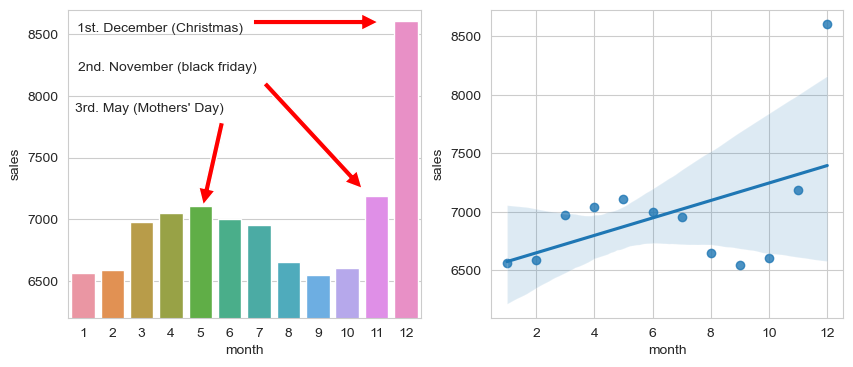 1st. December (Christmas)
2nd. November (black friday)
3rd. May (Mothers' Day)
8500
8000
7500
7000
6500
sales
1 2 3 4 5 6 7 8 9 10 11 12
month
8500
8000
7500
7000
6500
sales
2 4 6 8 10 12
month